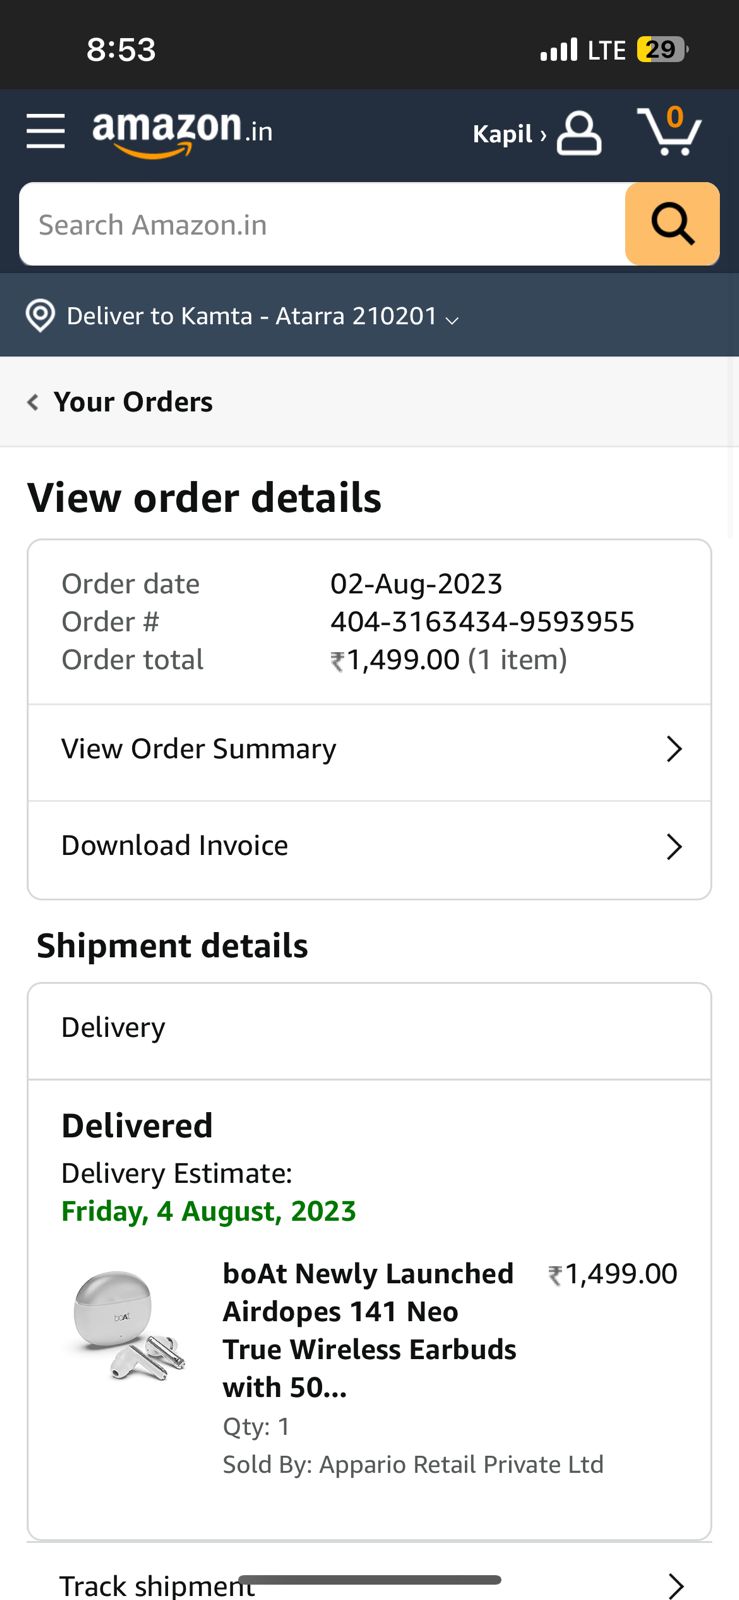 8:53
LTE 29
amazon.in
Kapil ›
0
Search Amazon.in
Deliver to Kamta - Atarra 210201
Your Orders
View order details
Order date 02-Aug-2023
Order # 404-3163434-9593955
Order total ₹1,499.00 (1 item)
View Order Summary
Download Invoice
Shipment details
Delivery
Delivered
Delivery Estimate:
Friday, 4 August, 2023
boAt
boAt Newly Launched ₹1,499.00
Airdopes 141 Neo
True Wireless Earbuds
with 50...
Qty: 1
Sold By: Appario Retail Private Ltd
Track shipment